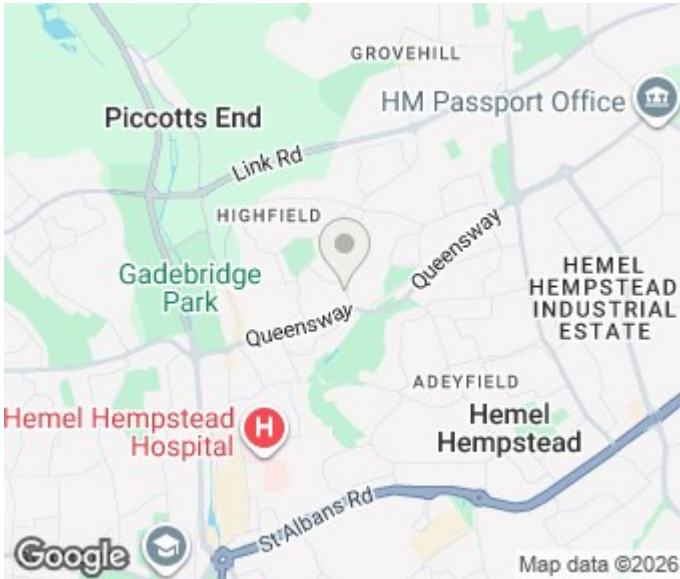 GROVEHILL
HM Passport Office
Piccotts End
Link Rd
HIGHFIELD
Queensway
Gadebridge
Park
HEMEL
HEMPSTEAD
INDUSTRIAL
ESTATE
Queensway
ADEYFIELD
Hemel Hempstead
Hospital
H
Hemel
Hempstead
St Albans Rd
Google
Map data ©2026